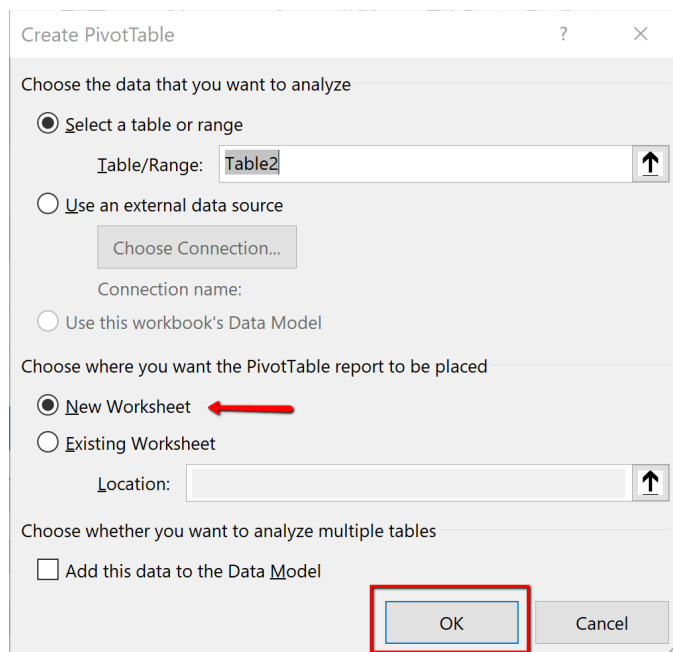 Create PivotTable ?
Choose the data that you want to analyze
Select a table or range
Table/Range: Table2
Use an external data source
Choose Connection...
Connection name:
Use this workbook's Data Model
Choose where you want the PivotTable report to be placed
New Worksheet
Existing Worksheet
Location:
Choose whether you want to analyze multiple tables
Add this data to the Data Model
OK Cancel